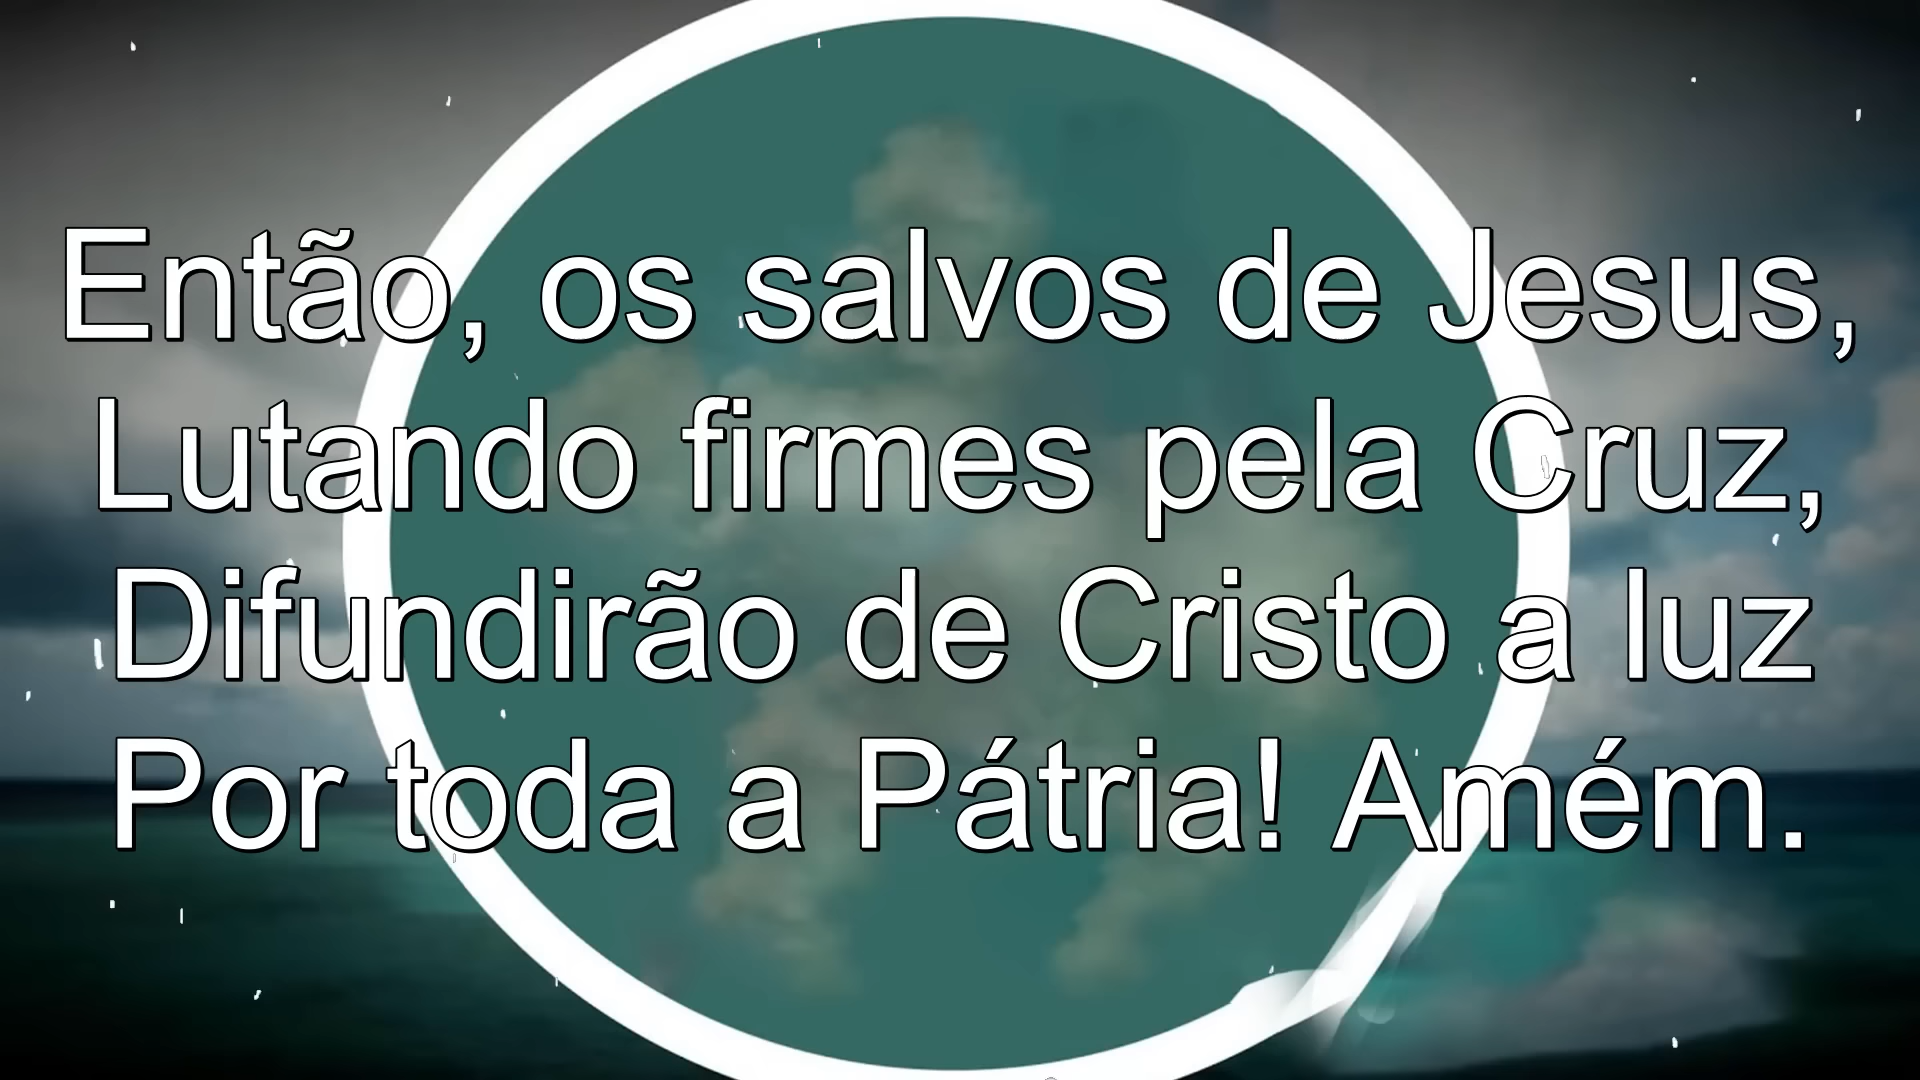 Então, os salvos de Jesus,
Lutando firmes pela Cruz,
Difundirão de Cristo a luz
Por toda a Pátria! Amém.